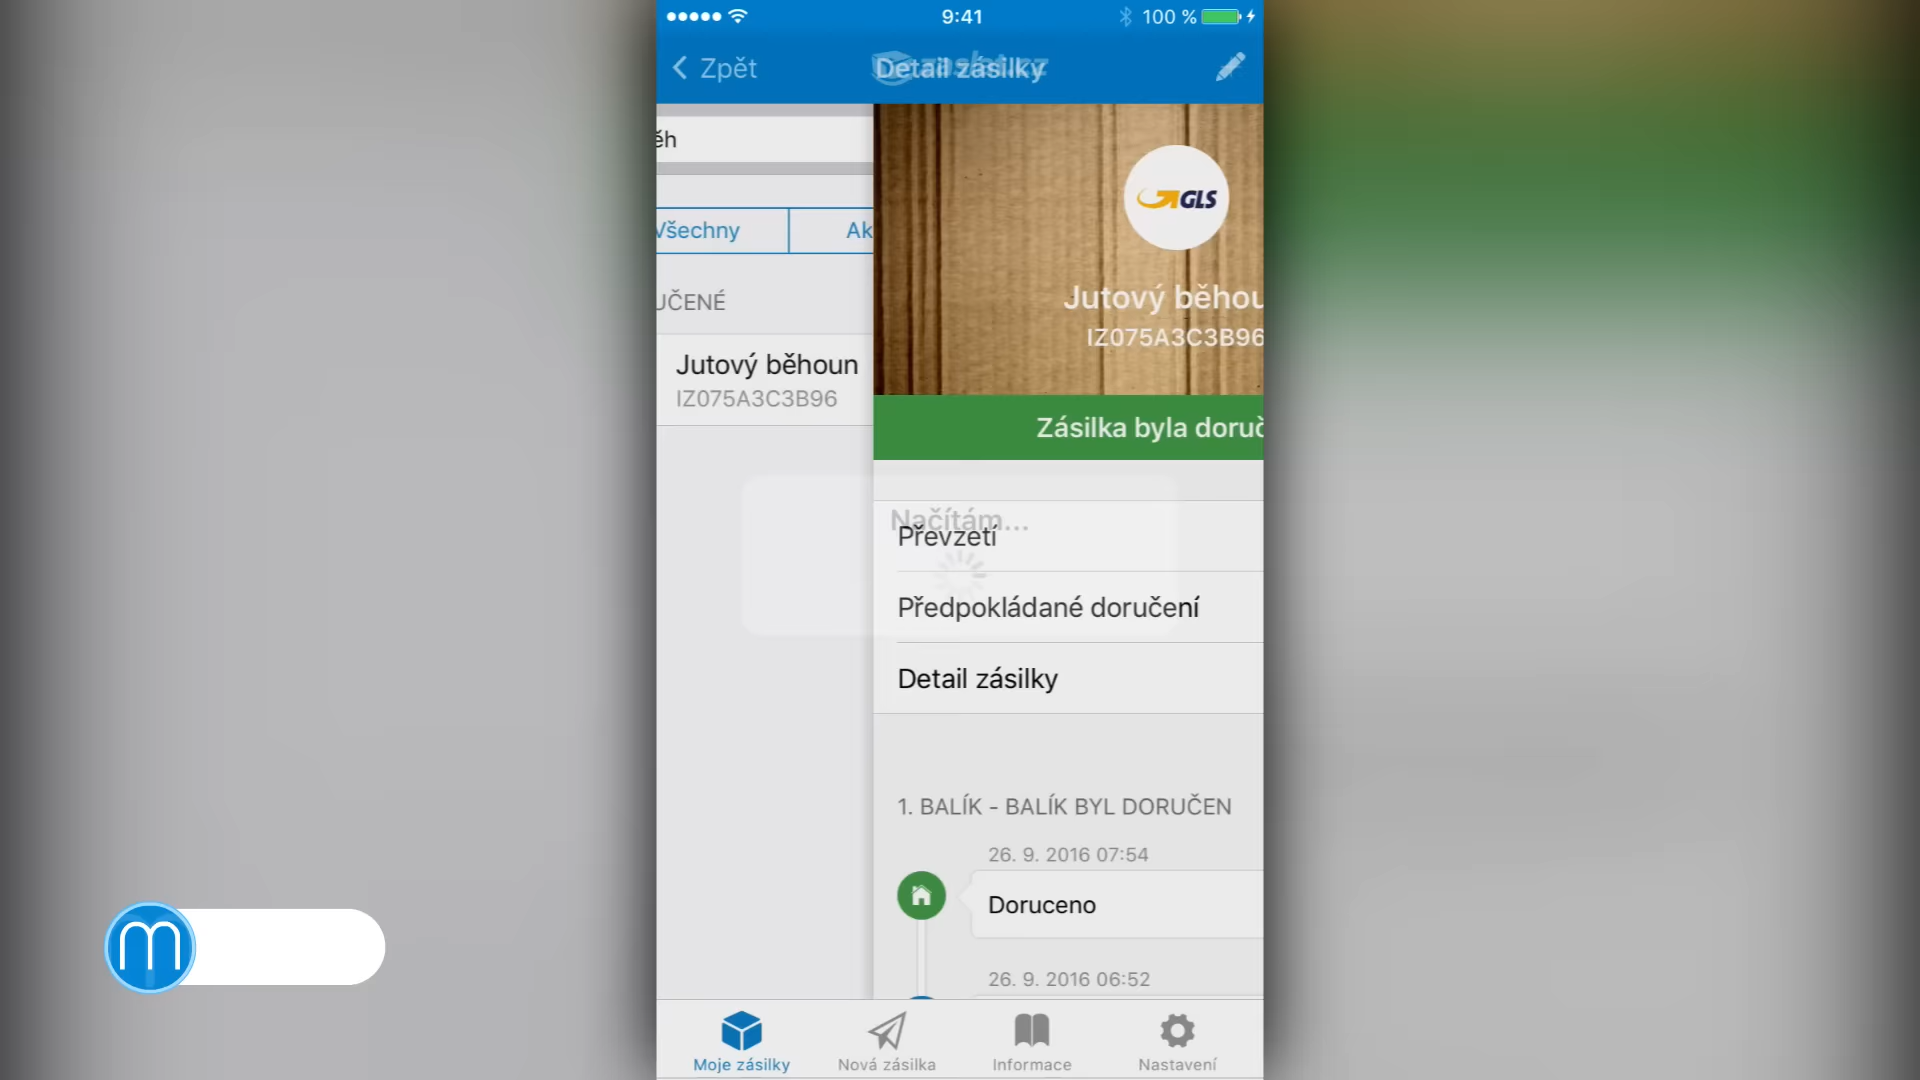 9:41
100 %
Zpět
Detail zásilky
ěh
Všechny
Ak
UČENÉ
Jutový běhoun
IZ075A3C3B96
GLS
Jutový běhou
IZ075A3C3B96
Zásilka byla doruč
Načítám...
Převzetí
Předpokládané doručení
Detail zásilky
1. BALÍK - BALÍK BYL DORUČEN
26. 9. 2016 07:54
Doruceno
26. 9. 2016 06:52
m
Moje zásilky
Nová zásilka
Informace
Nastavení